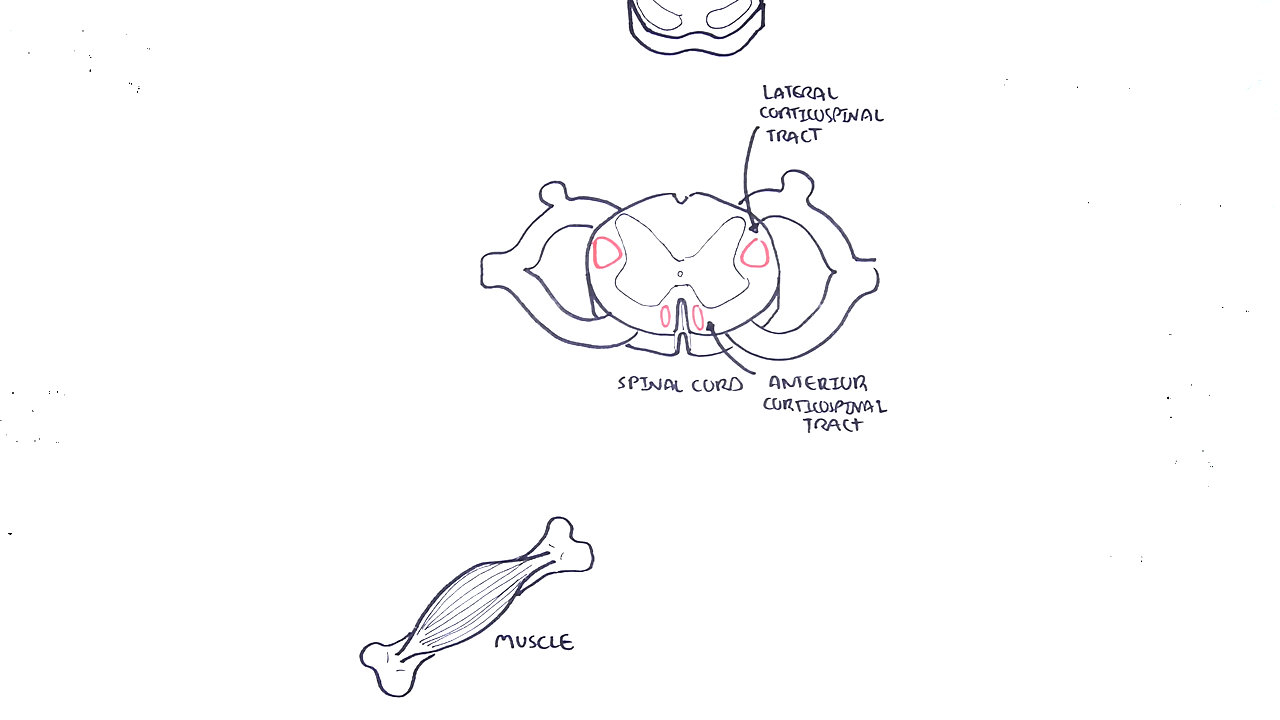 LATERAL
CORTICOSPINAL
TRACT
SPINAL CORD
ANTERIOR
CORTICOSPINAL
TRACT
MUSCLE